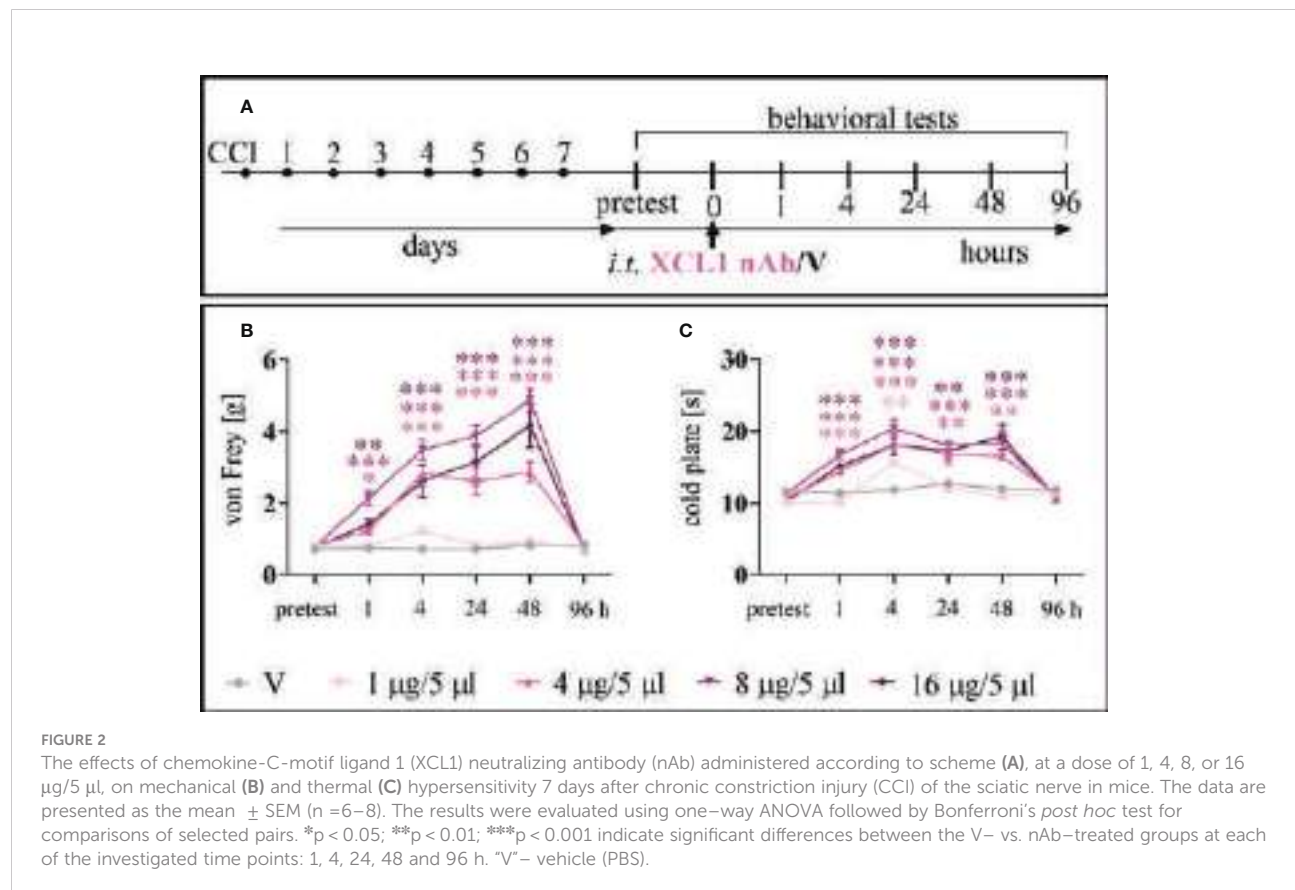 A
behavioral tests
CCI 1 2 3 4 5 6 7
pretest 0 1 4 24 48 96
days
hours
i.t. XCL1 nAb/V
B
von Frey [g]
6
4
2
0
** *** *
*** *** ***
*** *** ***
*** *** ***
pretest 1 4 24 48 96 h
C
cold plate [s]
30
20
10
0
*** *** ***
*** *** *** **
** *** **
*** *** **
pretest 1 4 24 48 96 h
V 1 µg/5 µl 4 µg/5 µl 8 µg/5 µl 16 µg/5 µl
FIGURE 2
The effects of chemokine-C-motif ligand 1 (XCL1) neutralizing antibody (nAb) administered according to scheme (A), at a dose of 1, 4, 8, or 16
µg/5 µl, on mechanical (B) and thermal (C) hypersensitivity 7 days after chronic constriction injury (CCI) of the sciatic nerve in mice. The data are
presented as the mean ± SEM (n =6–8). The results were evaluated using one–way ANOVA followed by Bonferroni's post hoc test for
comparisons of selected pairs. *p < 0.05; **p < 0.01; ***p < 0.001 indicate significant differences between the V– vs. nAb–treated groups at each
of the investigated time points: 1, 4, 24, 48 and 96 h. "V"– vehicle (PBS).